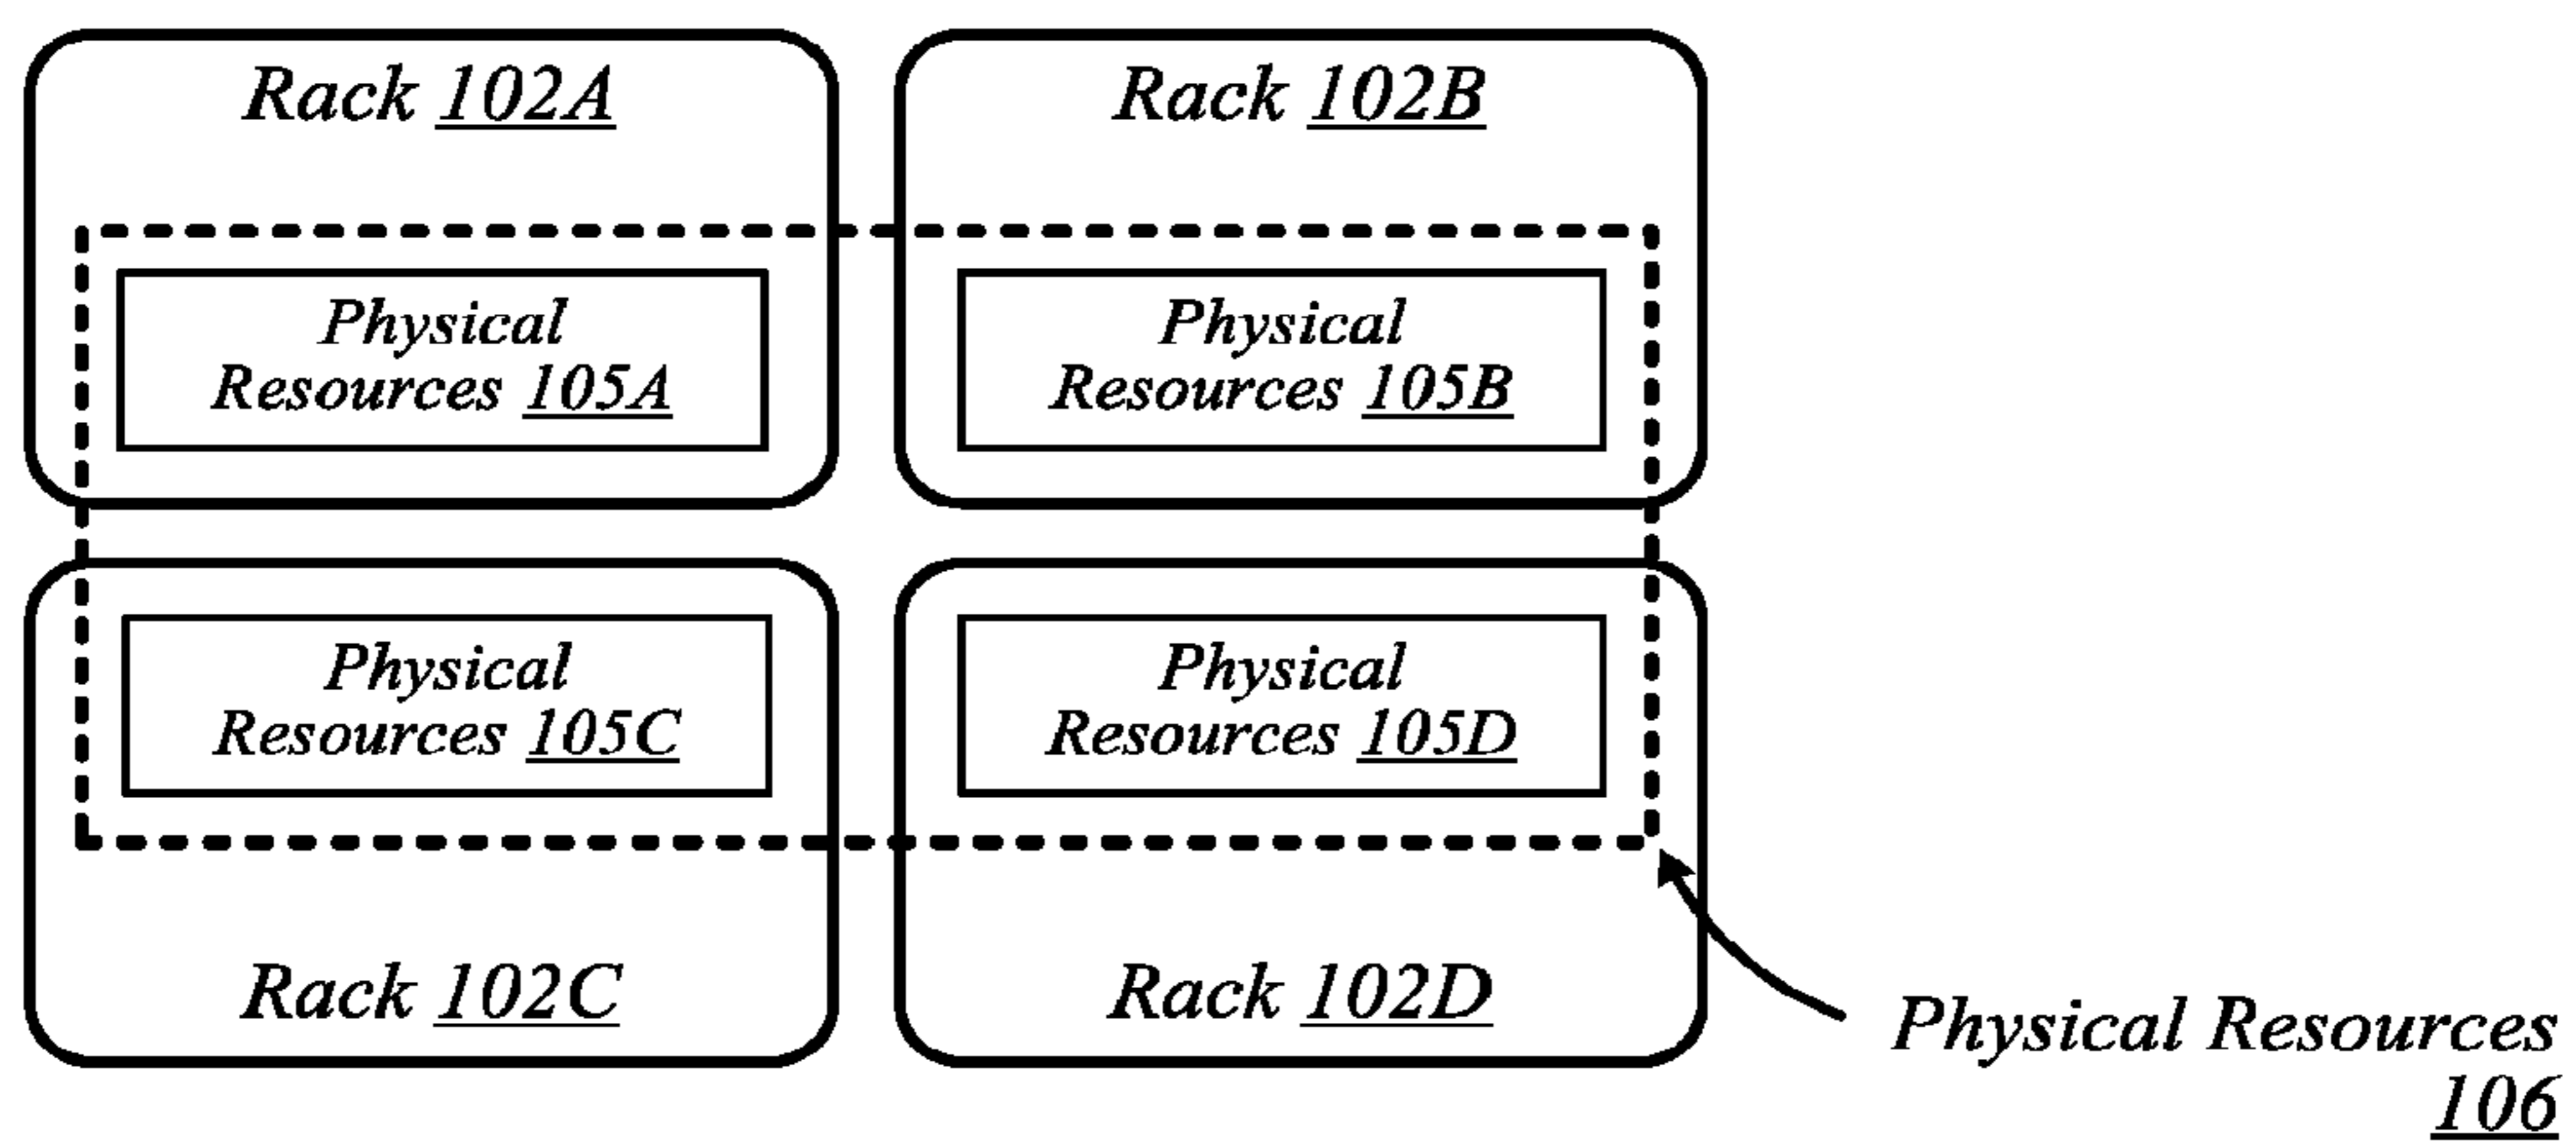 Rack 102A
Rack 102B
Physical
Resources 105A
Physical
Resources 105B
Physical
Resources 105C
Physical
Resources 105D
Rack 102C
Rack 102D
Physical Resources
106